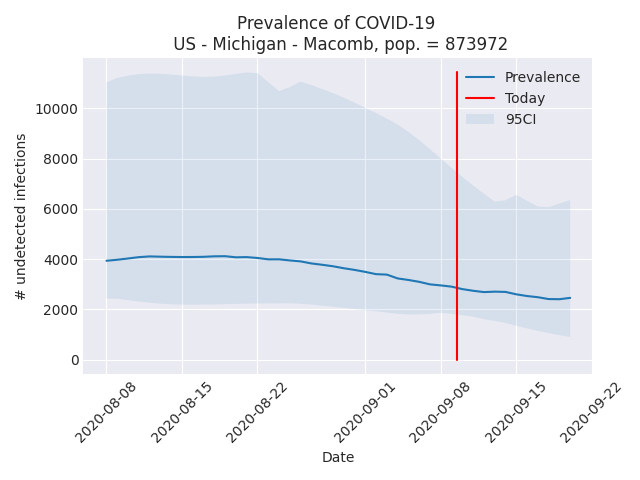 Prevalence of COVID-19
US - Michigan - Macomb, pop. = 873972
Prevalence
Today
95CI
10000
8000
6000
4000
2000
0
# undetected infections
2020-08-08
2020-08-15
2020-08-22
2020-09-01
2020-09-08
2020-09-15
2020-09-22
Date